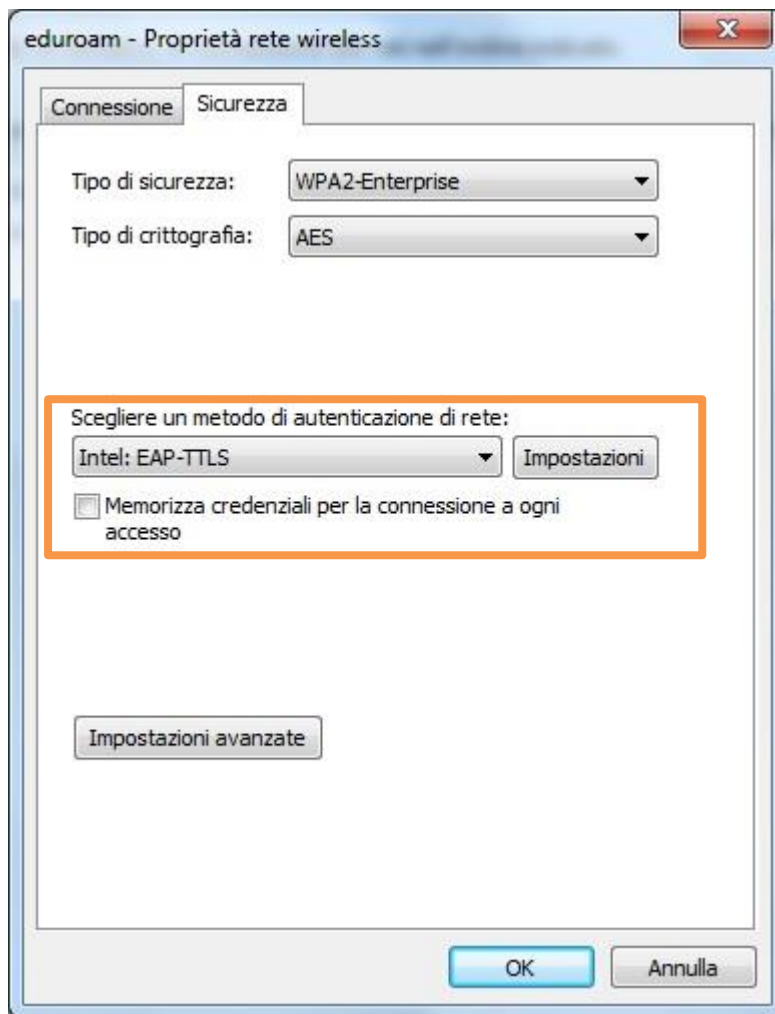 eduroam - Proprietà rete wireless
Connessione
Sicurezza
Tipo di sicurezza:
WPA2-Enterprise
Tipo di crittografia:
AES
Scegliere un metodo di autenticazione di rete:
Intel: EAP-TTLS
Impostazioni
Memorizza credenziali per la connessione a ogni
accesso
Impostazioni avanzate
OK
Annulla